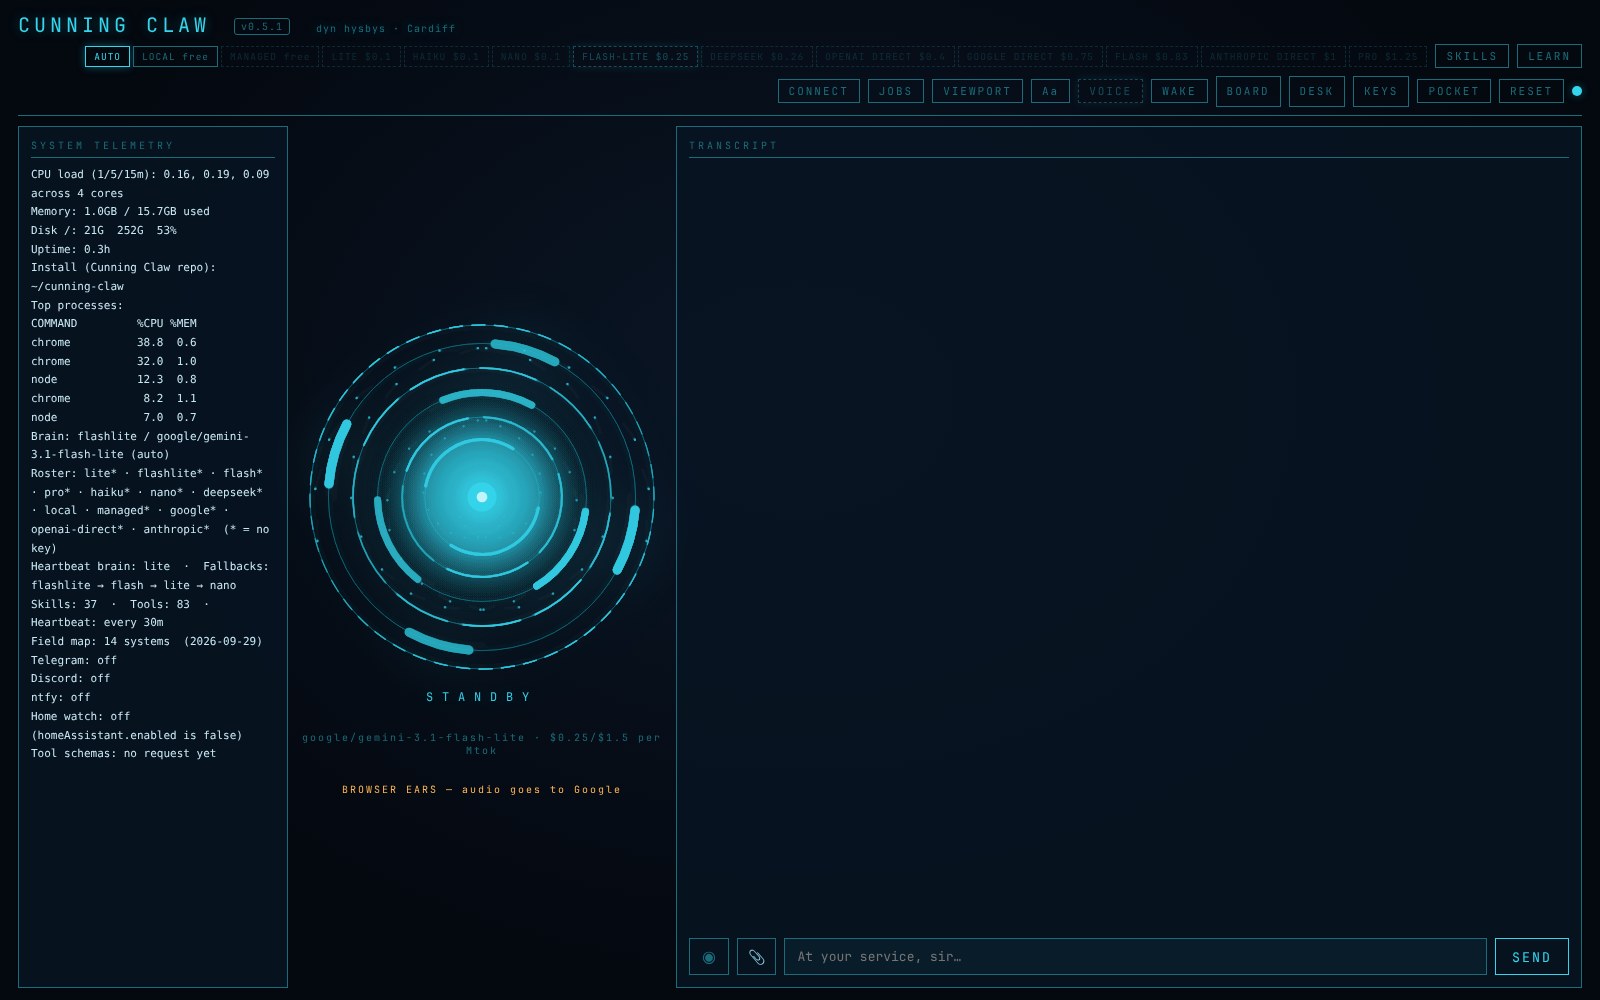 CUNNING CLAW v0.5.1 dyn hysbys · Cardiff
AUTO LOCAL free MANAGED free LITE $0.1 HAIKU $0.1 NANO $0.1 FLASH-LITE $0.25 DEEPSEEK OPENAI DIRECT $0.4 GOOGLE DIRECT $0.75 FLASH $0.83 ANTHROPIC DIRECT $1 PRO $1.25 SKILLS LEARN
CONNECT JOBS VIEWPORT Aa VOICE WAKE BOARD DESK KEYS POCKET RESET
SYSTEM TELEMETRY
CPU load (1/5/15m): 0.16, 0.19, 0.09
across 4 cores
Memory: 1.0GB / 15.7GB used
Disk /: 21G 252G 53%
Uptime: 0.3h
Install (Cunning Claw repo):
~/cunning-claw
Top processes:
COMMAND %CPU %MEM
chrome 38.8 0.6
chrome 32.0 1.0
node 12.3 0.8
chrome 8.2 1.1
node 7.0 0.7
Brain: flashlite / google/gemini-
3.1-flash-lite (auto)
Roster: lite* · flashlite* · flash*
· pro* · haiku* · nano* · deepseek*
· local · managed* · google* ·
openai-direct* · anthropic* (* = no
key)
Heartbeat brain: lite · Fallbacks:
flashlite → flash → lite → nano
Skills: 37 · Tools: 83 ·
Heartbeat: every 30m
Field map: 14 systems (2026-09-29)
Telegram: off
Discord: off
ntfy: off
Home watch: off
(homeAssistant.enabled is false)
Tool schemas: no request yet
STANDBY
google/gemini-3.1-flash-lite · $0.25/$1.5 per
Mtok
BROWSER EARS — audio goes to Google
TRANSCRIPT
At your service, sir…
SEND